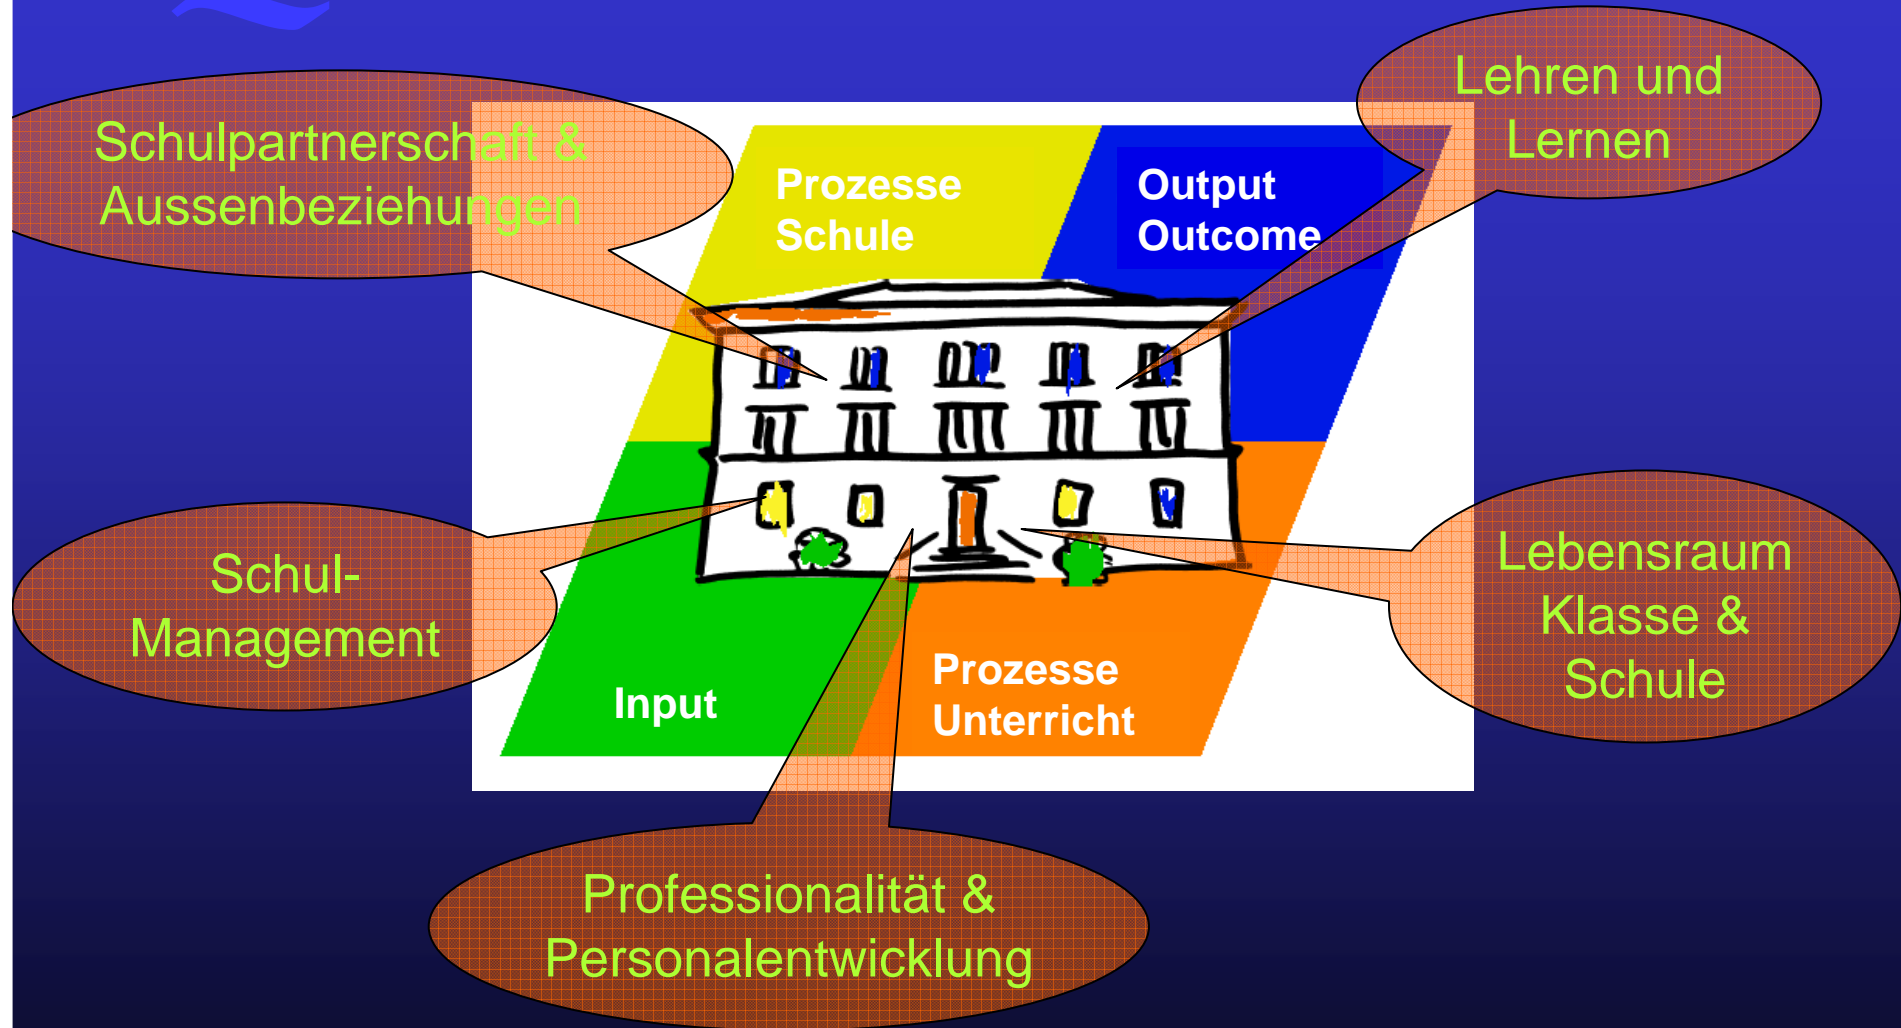 Lehren und
Lernen
Schulpartnerschaft &
Aussenbeziehungen
Prozesse
Schule
Output
Outcome
Schul-
Management
Lebensraum
Klasse &
Schule
Input
Prozesse
Unterricht
Professionalität &
Personalentwicklung